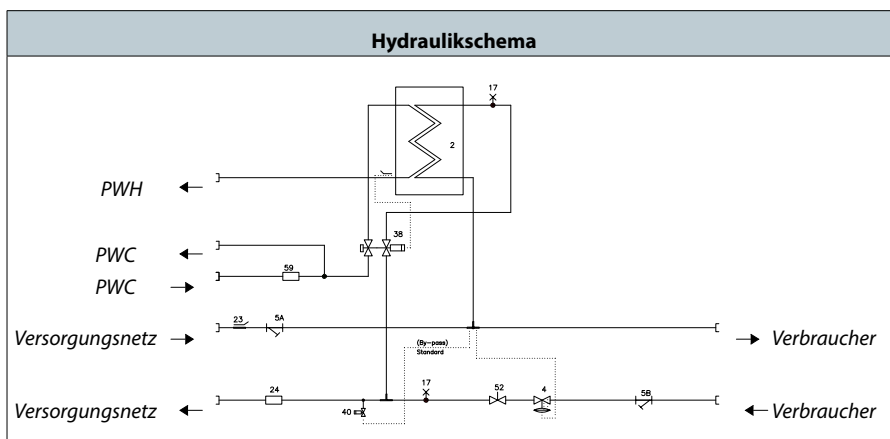 Hydraulikschema
17
2
PWH
38
PWC
59
PWC
23
5A
Versorgungsnetz
Verbraucher
(By-pass)
Standard
24
17
52
4
5B
40
Versorgungsnetz
Verbraucher